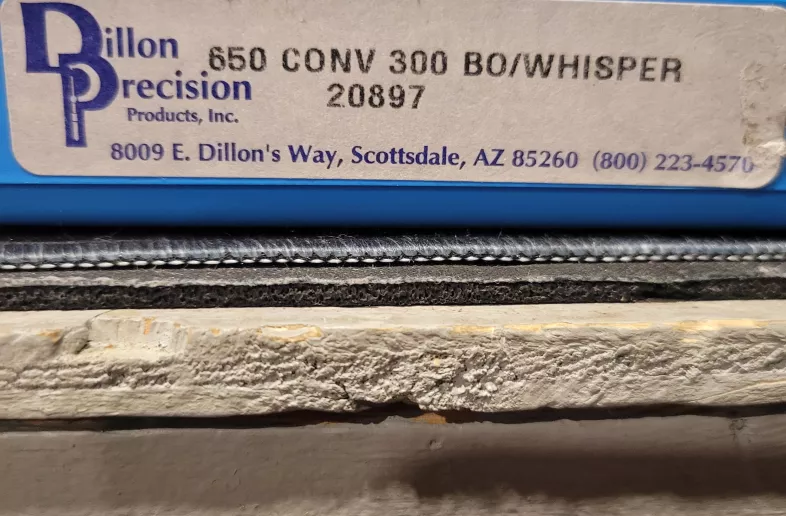 Dillon
Precision
Products, Inc.
650 CONV 300 BO/WHISPER
20897
8009 E. Dillon's Way, Scottsdale, AZ 85260 (800) 223-4570